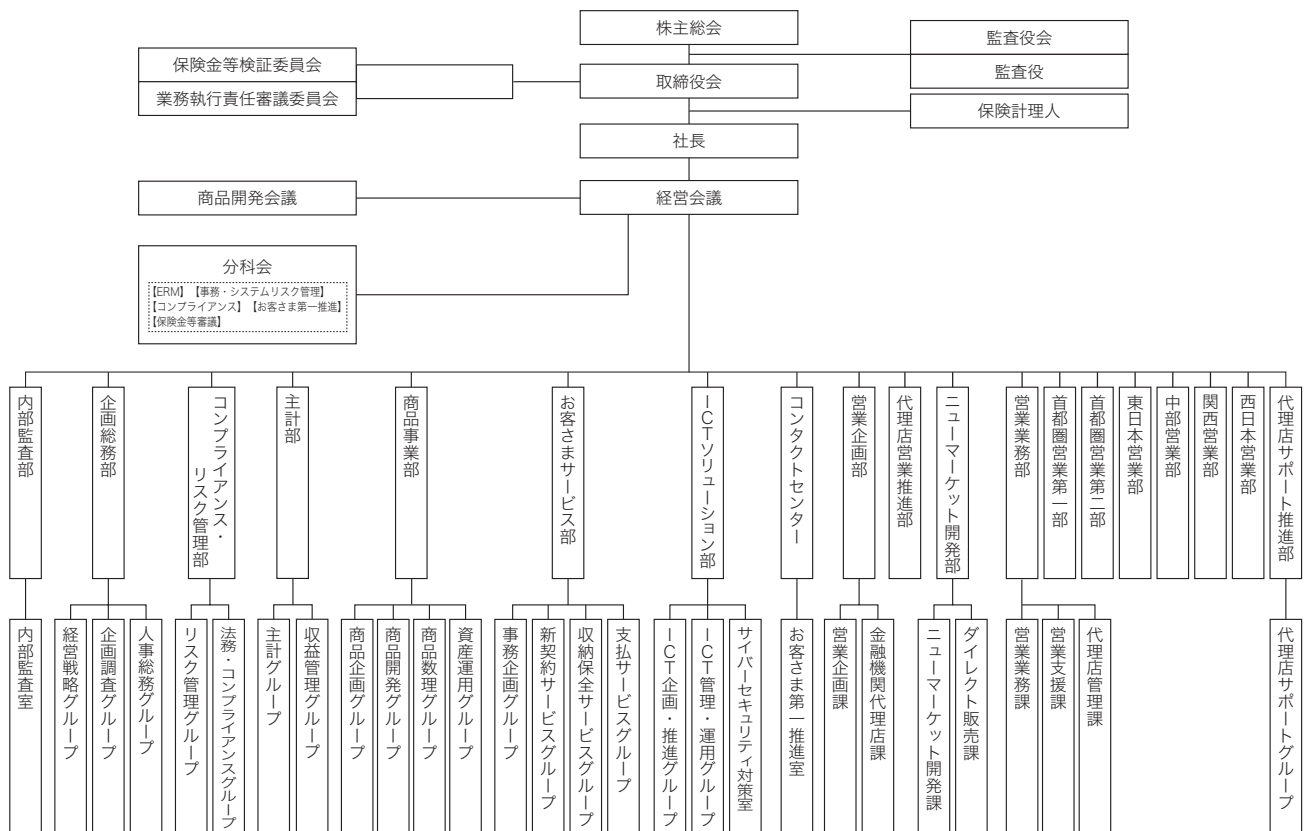 株主総会
監査役会
監査役
保険金等検証委員会
業務執行責任審議委員会
取締役会
保険計理人
社長
商品開発会議
経営会議
分科会
【ERM】【事務・システムリスク管理】
【コンプライアンス】【お客さま第一推進】
【保険金等審議】
内部監査部
企画総務部
コンプライアンス・
リスク管理部
主計部
商品事業部
お客さまサービス部
ICTソリューション部
コンタクトセンター
営業企画部
代理店営業推進部
ニューマーケット開発部
営業業務部
首都圏営業第一部
首都圏営業第二部
東日本営業部
中部営業部
関西営業部
西日本営業部
代理店サポート推進部
内部監査室
経営戦略グループ
企画調査グループ
人事総務グループ
リスク管理グループ
法務・コンプライアンスグループ
主計グループ
収益管理グループ
商品企画グループ
商品開発グループ
商品数理グループ
資産運用グループ
事務企画グループ
新契約サービスグループ
収納保全サービスグループ
支払サービスグループ
ICT企画・推進グループ
ICT管理・運用グループ
サイバーセキュリティ対策室
お客さま第一推進室
営業企画課
金融機関代理店課
ニューマーケット開発課
ダイレクト販売課
営業業務課
営業支援課
代理店管理課
代理店サポートグループ